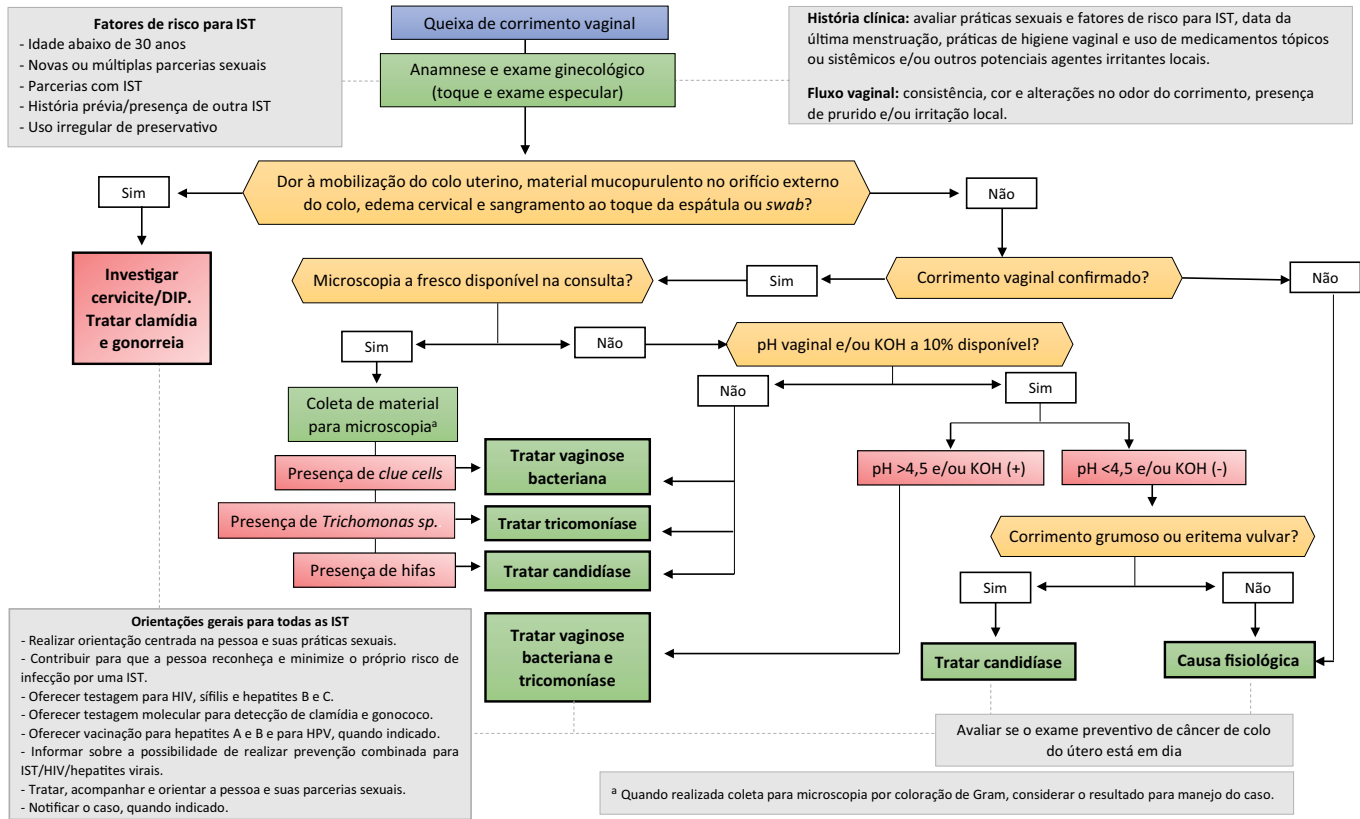 Fatores de risco para IST
- Idade abaixo de 30 anos
- Novas ou múltiplas parcerias sexuais
- Parcerias com IST
- História prévia/presença de outra IST
- Uso irregular de preservativo
Queixa de corrimento vaginal
Anamnese e exame ginecológico
(toque e exame especular)
História clínica: avaliar práticas sexuais e fatores de risco para IST, data da
última menstruação, práticas de higiene vaginal e uso de medicamentos tópicos
ou sistêmicos e/ou outros potenciais agentes irritantes locais.
Fluxo vaginal: consistência, cor e alterações no odor do corrimento, presença
de prurido e/ou irritação local.
Sim
Dor à mobilização do colo uterino, material mucopurulento no orifício externo
do colo, edema cervical e sangramento ao toque da espátula ou swab?
Não
Investigar
cervicite/DIP.
Tratar clamídia
e gonorreia
Microscopia a fresco disponível na consulta?
Sim
Corrimento vaginal confirmado?
Não
Sim
Não
pH vaginal e/ou KOH a 10% disponível?
Não
Sim
Coleta de material
para microscopiaᵃ
Presença de clue cells
Tratar vaginose
bacteriana
pH >4,5 e/ou KOH (+)
pH <4,5 e/ou KOH (-)
Presença de Trichomonas sp.
Tratar tricomoníase
Corrimento grumoso ou eritema vulvar?
Presença de hifas
Tratar candidíase
Sim
Não
Tratar vaginose
bacteriana e
tricomoníase
Tratar candidíase
Causa fisiológica
Orientações gerais para todas as IST
- Realizar orientação centrada na pessoa e suas práticas sexuais.
- Contribuir para que a pessoa reconheça e minimize o próprio risco de
infecção por uma IST.
- Oferecer testagem para HIV, sífilis e hepatites B e C.
- Oferecer testagem molecular para detecção de clamídia e gonococo.
- Oferecer vacinação para hepatites A e B e para HPV, quando indicado.
- Informar sobre a possibilidade de realizar prevenção combinada para
IST/HIV/hepatites virais.
- Tratar, acompanhar e orientar a pessoa e suas parcerias sexuais.
- Notificar o caso, quando indicado.
Avaliar se o exame preventivo de câncer de colo
do útero está em dia
ᵃ Quando realizada coleta para microscopia por coloração de Gram, considerar o resultado para manejo do caso.